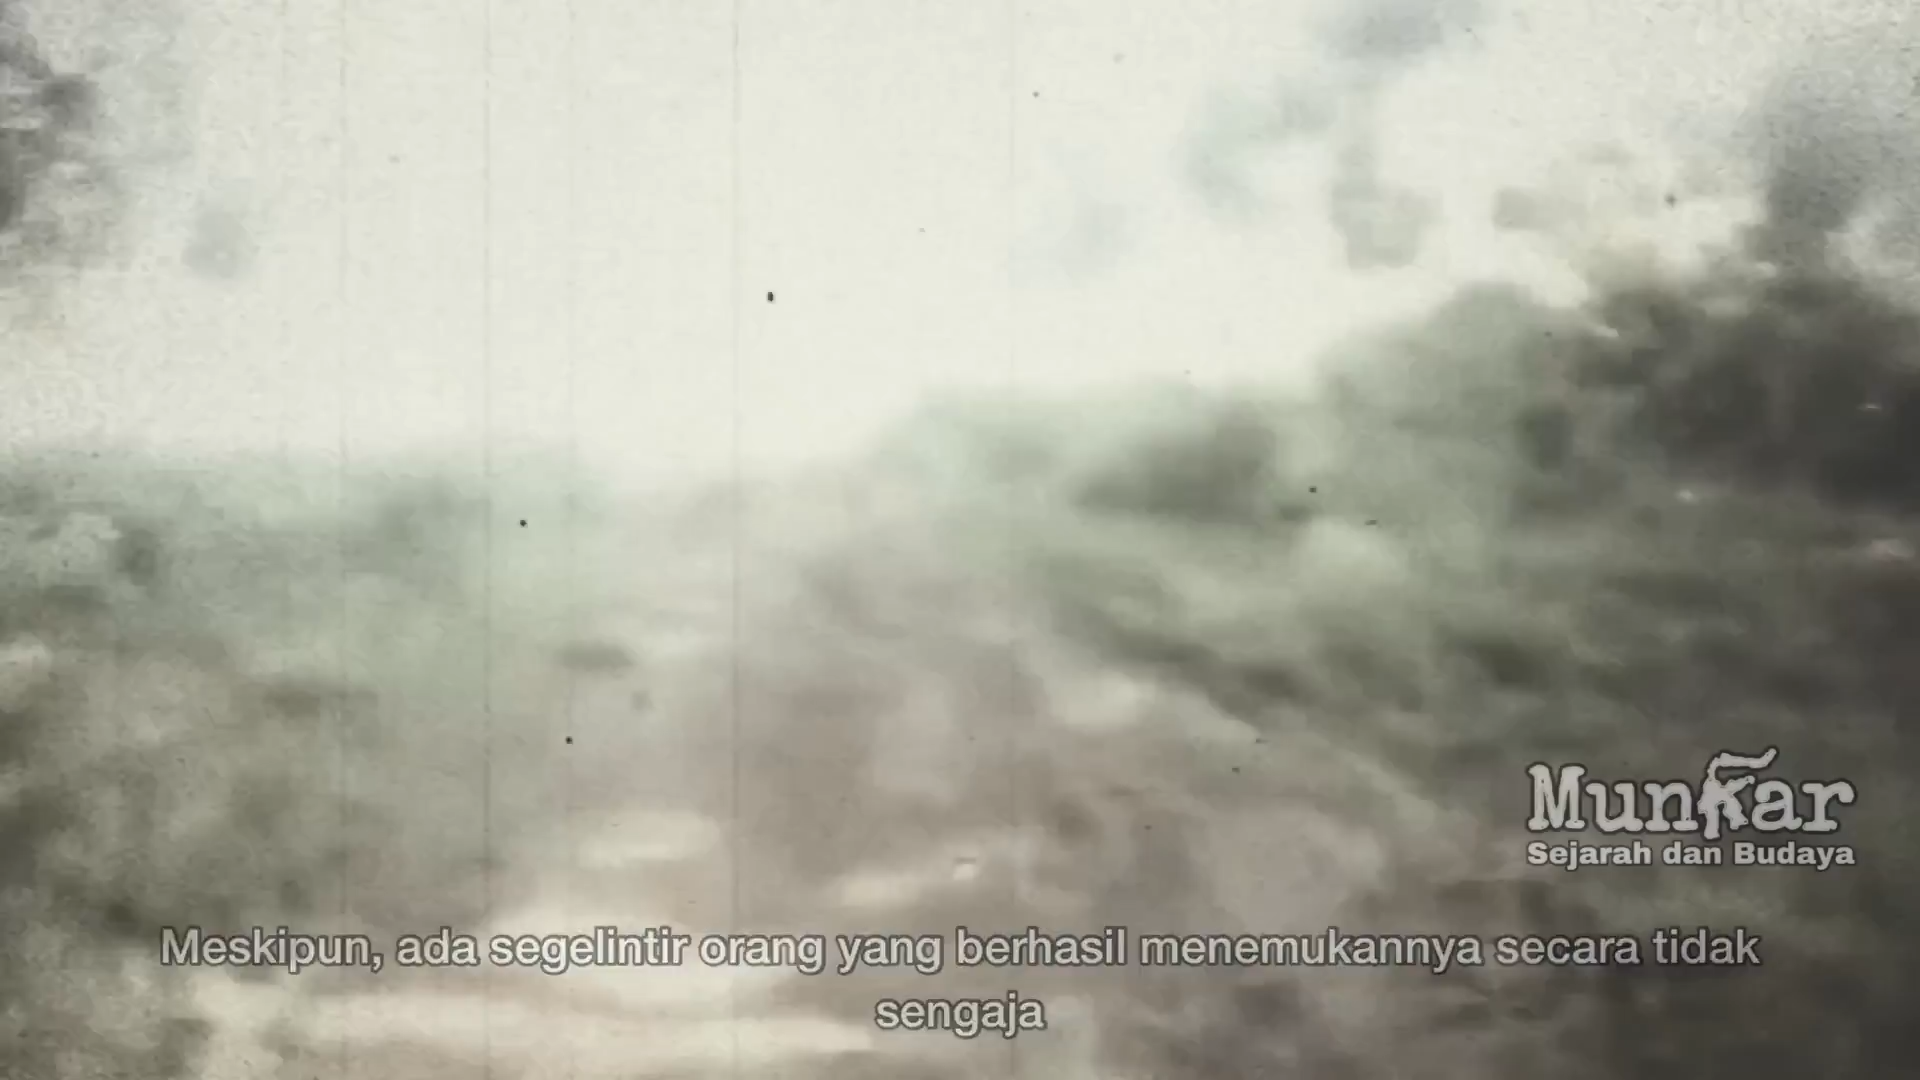 Munkar
Sejarah dan Budaya
Meskipun, ada segelintir orang yang berhasil menemukannya secara tidak
sengaja